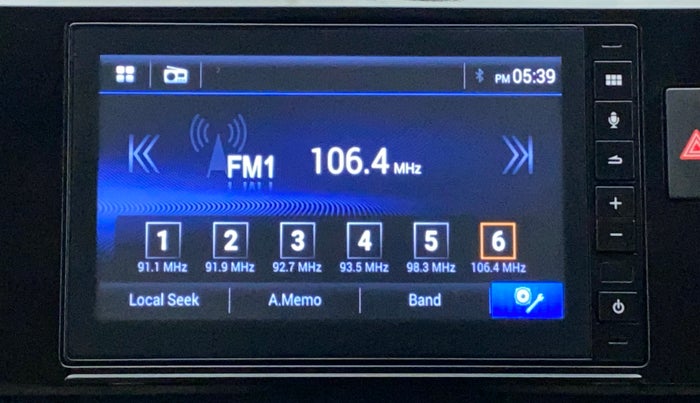 PM 05:39
FM1 106.4 MHz
1 2 3 4 5 6
91.1 MHz 91.9 MHz 92.7 MHz 93.5 MHz 98.3 MHz 106.4 MHz
Local Seek A.Memo Band